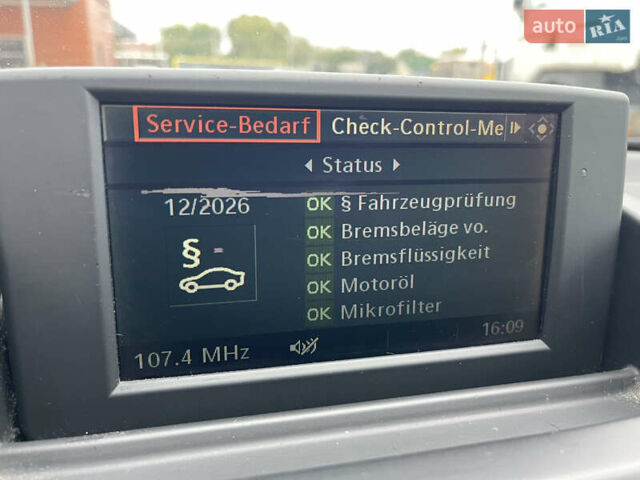 auto RIA .com
Service-Bedarf Check-Control-Me
Status
12/2026
OK § Fahrzeugprüfung
OK Bremsbeläge vo.
OK Bremsflüssigkeit
OK Motoröl
OK Mikrofilter
§ -
107.4 MHz
16:09